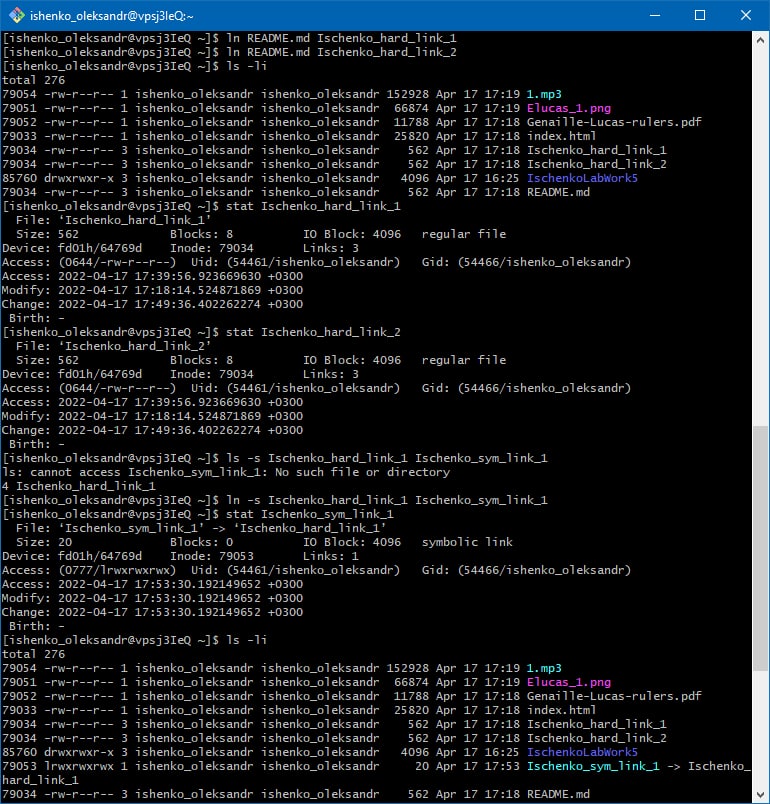 ishenko_oleksandr@vpsj3IeQ:~
[ishenko_oleksandr@vpsj3IeQ ~]$ ln README.md Ischenko_hard_link_1
[ishenko_oleksandr@vpsj3IeQ ~]$ ln README.md Ischenko_hard_link_2
[ishenko_oleksandr@vpsj3IeQ ~]$ ls -li
total 276
79054 -rw-r--r-- 1 ishenko_oleksandr ishenko_oleksandr 152928 Apr 17 17:19 1.mp3
79051 -rw-r--r-- 1 ishenko_oleksandr ishenko_oleksandr  66874 Apr 17 17:19 Elucas_1.png
79052 -rw-r--r-- 1 ishenko_oleksandr ishenko_oleksandr  11788 Apr 17 17:18 Genaille-Lucas-rulers.pdf
79033 -rw-r--r-- 1 ishenko_oleksandr ishenko_oleksandr  25820 Apr 17 17:18 index.html
79034 -rw-r--r-- 3 ishenko_oleksandr ishenko_oleksandr    562 Apr 17 17:18 Ischenko_hard_link_1
79034 -rw-r--r-- 3 ishenko_oleksandr ishenko_oleksandr    562 Apr 17 17:18 Ischenko_hard_link_2
85760 drwxrwxr-x 3 ishenko_oleksandr ishenko_oleksandr   4096 Apr 17 16:25 IschenkoLabWork5
79034 -rw-r--r-- 3 ishenko_oleksandr ishenko_oleksandr    562 Apr 17 17:18 README.md
[ishenko_oleksandr@vpsj3IeQ ~]$ stat Ischenko_hard_link_1
  File: ‘Ischenko_hard_link_1’
  Size: 562             Blocks: 8          IO Block: 4096   regular file
Device: fd01h/64769d    Inode: 79034       Links: 3
Access: (0644/-rw-r--r--)  Uid: (54461/ishenko_oleksandr)   Gid: (54466/ishenko_oleksandr)
Access: 2022-04-17 17:39:56.923669630 +0300
Modify: 2022-04-17 17:18:14.524871869 +0300
Change: 2022-04-17 17:49:36.402262274 +0300
 Birth: -
[ishenko_oleksandr@vpsj3IeQ ~]$ stat Ischenko_hard_link_2
  File: ‘Ischenko_hard_link_2’
  Size: 562             Blocks: 8          IO Block: 4096   regular file
Device: fd01h/64769d    Inode: 79034       Links: 3
Access: (0644/-rw-r--r--)  Uid: (54461/ishenko_oleksandr)   Gid: (54466/ishenko_oleksandr)
Access: 2022-04-17 17:39:56.923669630 +0300
Modify: 2022-04-17 17:18:14.524871869 +0300
Change: 2022-04-17 17:49:36.402262274 +0300
 Birth: -
[ishenko_oleksandr@vpsj3IeQ ~]$ ls -s Ischenko_hard_link_1 Ischenko_sym_link_1
ls: cannot access Ischenko_sym_link_1: No such file or directory
4 Ischenko_hard_link_1
[ishenko_oleksandr@vpsj3IeQ ~]$ ln -s Ischenko_hard_link_1 Ischenko_sym_link_1
[ishenko_oleksandr@vpsj3IeQ ~]$ stat Ischenko_sym_link_1
  File: ‘Ischenko_sym_link_1’ -> ‘Ischenko_hard_link_1’
  Size: 20              Blocks: 0          IO Block: 4096   symbolic link
Device: fd01h/64769d    Inode: 79053       Links: 1
Access: (0777/lrwxrwxrwx)  Uid: (54461/ishenko_oleksandr)   Gid: (54466/ishenko_oleksandr)
Access: 2022-04-17 17:53:30.192149652 +0300
Modify: 2022-04-17 17:53:30.192149652 +0300
Change: 2022-04-17 17:53:30.192149652 +0300
 Birth: -
[ishenko_oleksandr@vpsj3IeQ ~]$ ls -li
total 276
79054 -rw-r--r-- 1 ishenko_oleksandr ishenko_oleksandr 152928 Apr 17 17:19 1.mp3
79051 -rw-r--r-- 1 ishenko_oleksandr ishenko_oleksandr  66874 Apr 17 17:19 Elucas_1.png
79052 -rw-r--r-- 1 ishenko_oleksandr ishenko_oleksandr  11788 Apr 17 17:18 Genaille-Lucas-rulers.pdf
79033 -rw-r--r-- 1 ishenko_oleksandr ishenko_oleksandr  25820 Apr 17 17:18 index.html
79034 -rw-r--r-- 3 ishenko_oleksandr ishenko_oleksandr    562 Apr 17 17:18 Ischenko_hard_link_1
79034 -rw-r--r-- 3 ishenko_oleksandr ishenko_oleksandr    562 Apr 17 17:18 Ischenko_hard_link_2
85760 drwxrwxr-x 3 ishenko_oleksandr ishenko_oleksandr   4096 Apr 17 16:25 IschenkoLabWork5
79053 lrwxrwxrwx 1 ishenko_oleksandr ishenko_oleksandr     20 Apr 17 17:53 Ischenko_sym_link_1 -> Ischenko_
hard_link_1
79034 -rw-r--r-- 3 ishenko_oleksandr ishenko_oleksandr    562 Apr 17 17:18 README.md